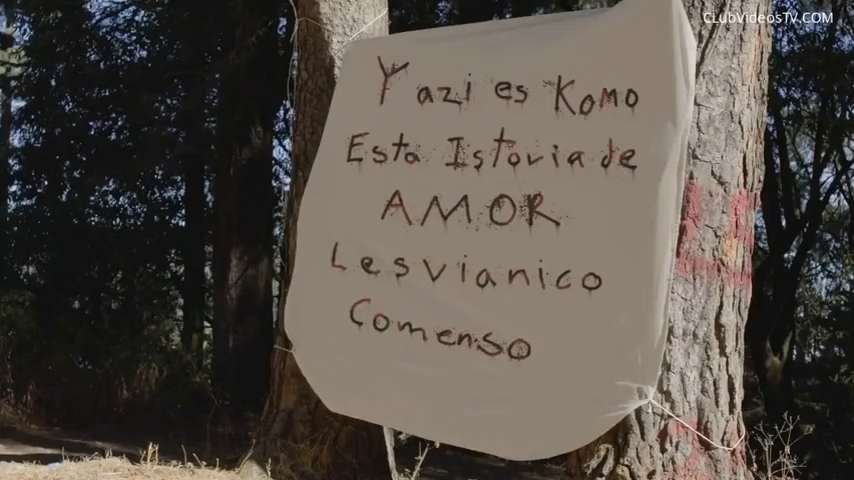 CLUBVIDEOSTV.COM
Yazi es Komo
Esta Istoria de
AMOR
Lesvianico
Comenso